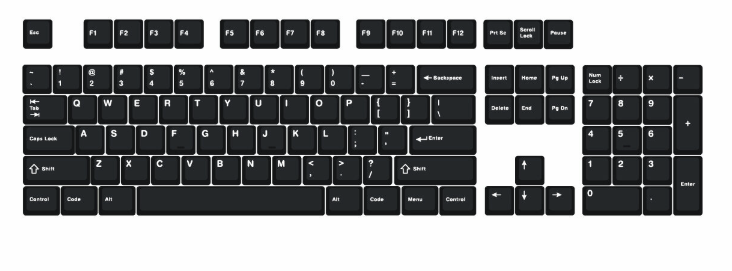 Esc F1 F2 F3 F4 F5 F6 F7 F8 F9 F10 F11 F12 Prt Sc Scroll Lock Pause
~ ! @ # $ % ^ & * ( ) — + ← Backspace Insert Home Pg Up Num Lock ÷ × −
. 1 2 3 4 5 6 7 8 9 0 - =
Tab Q W E R T Y U I O P { } | Delete End Pg Dn 7 8 9 +
[ ] \
Caps Lock A S D F G H J K L : " Enter 4 5 6
; '
Shift Z X C V B N M < > ? Shift ↑ 1 2 3 Enter
, . /
Control Code Alt Alt Code Menu Control ← ↓ → 0 .